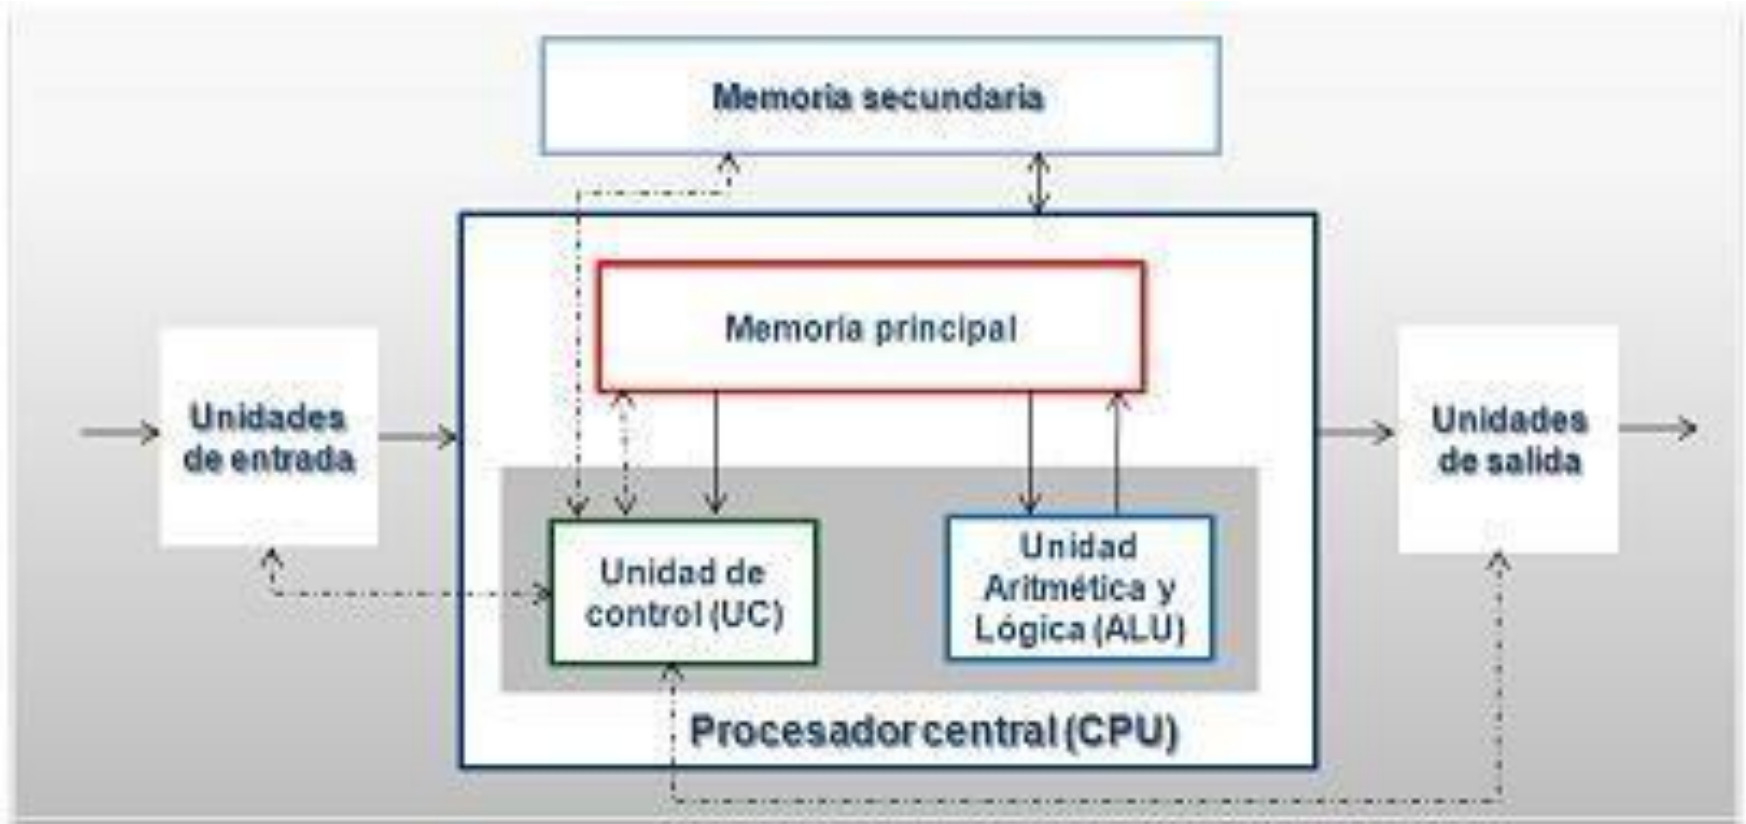 Memoria secundaria
Memoria principal
Unidades
de entrada
Unidades
de salida
Unidad de
control (UC)
Unidad
Aritmética y
Lógica (ALU)
Procesador central (CPU)